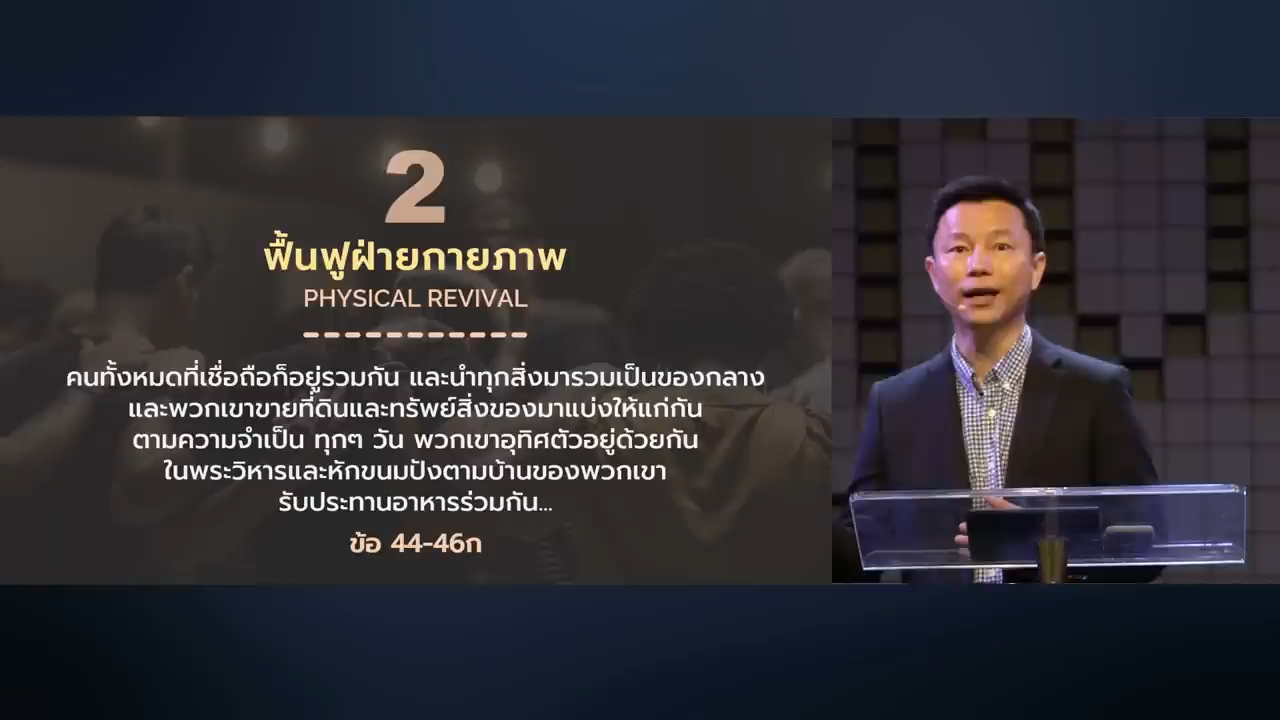 2
ฟื้นฟูฝ่ายกายภาพ
PHYSICAL REVIVAL
คนทั้งหมดที่เชื่อถือก็อยู่รวมกัน และนำทุกสิ่งมารวมเป็นของกลาง
และพวกเขาขายที่ดินและทรัพย์สิ่งของมาแบ่งให้แก่กัน
ตามความจำเป็น ทุกๆ วัน พวกเขาอุทิศตัวอยู่ด้วยกัน
ในพระวิหารและหักขนมปังตามบ้านของพวกเขา
รับประทานอาหารร่วมกัน...
ข้อ 44-46ก